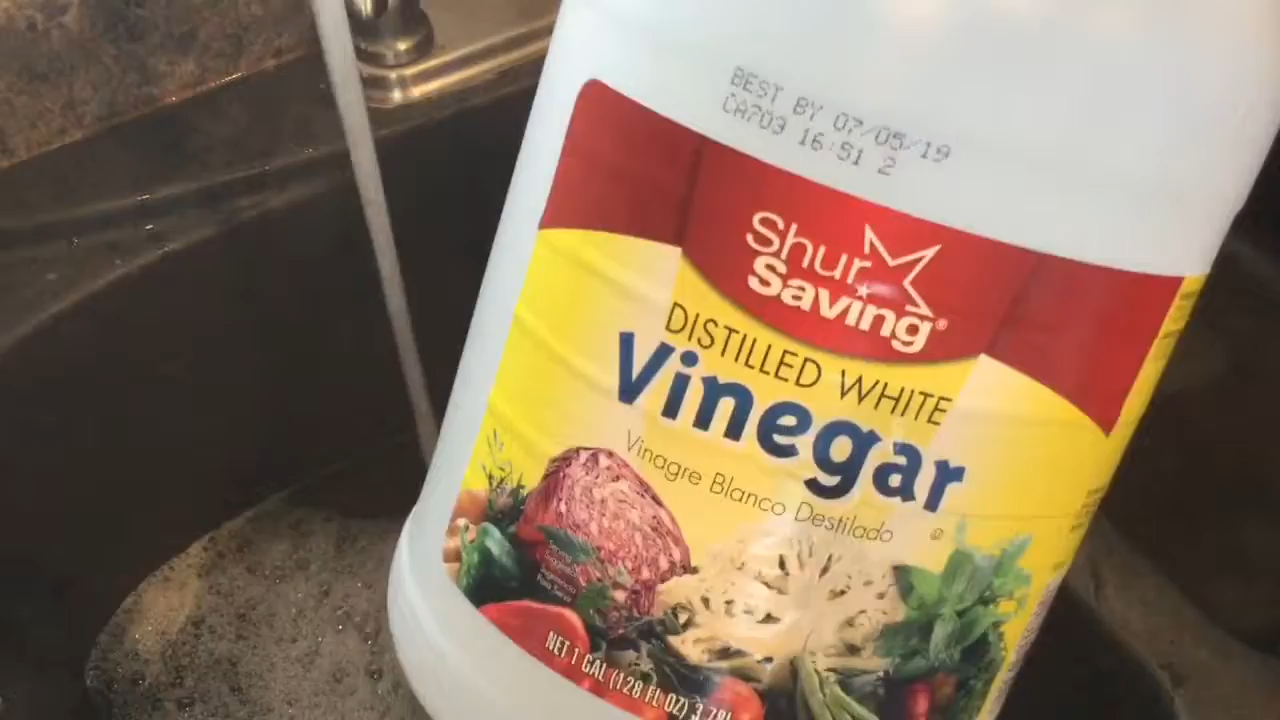 BEST BY 07/05/19
CA703 16:51 2
Shur
Saving®
DISTILLED WHITE
Vinegar
Vinagre Blanco Destilado
NET 1 GAL (128 FL OZ) 3.78L